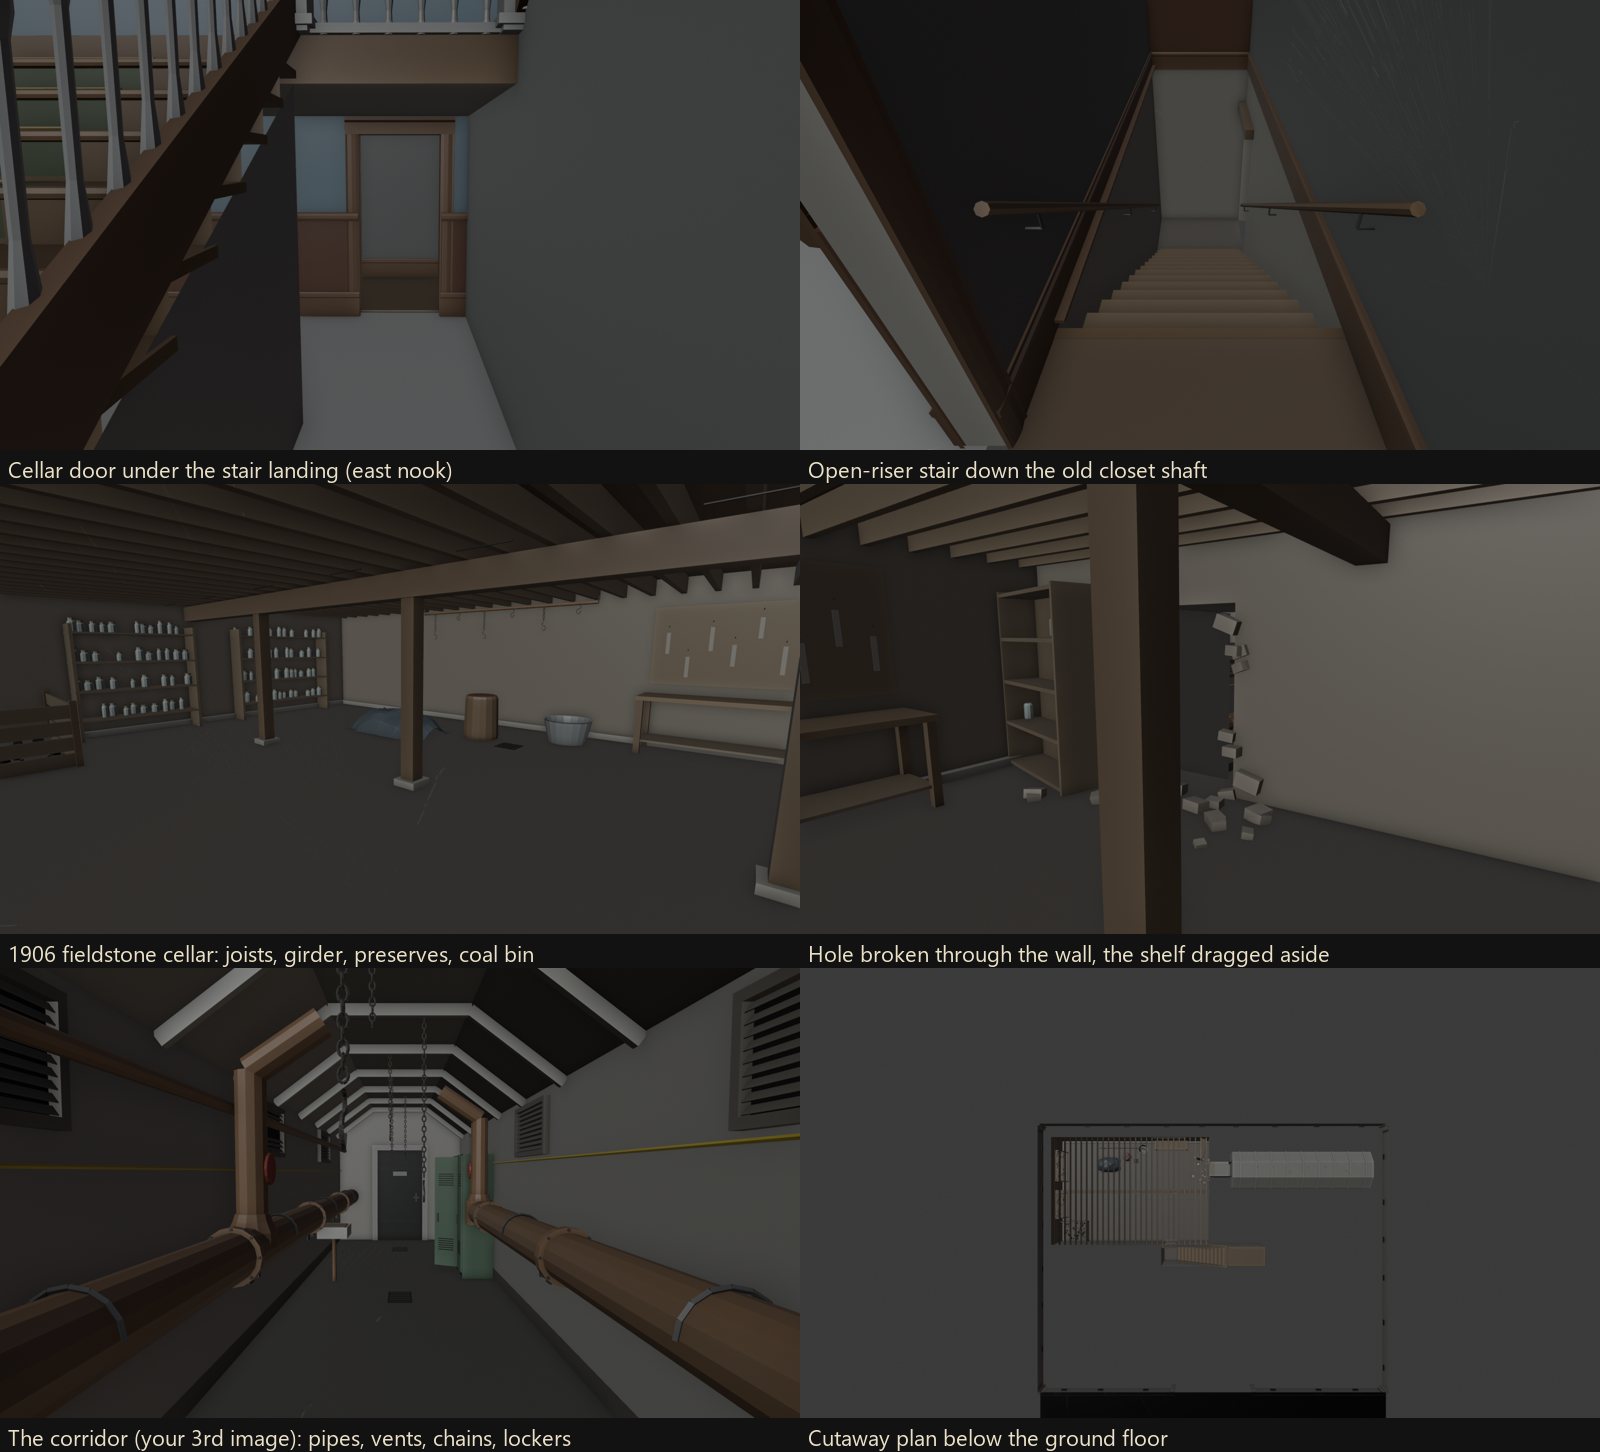 Cellar door under the stair landing (east nook)
Open-riser stair down the old closet shaft
1906 fieldstone cellar: joists, girder, preserves, coal bin
Hole broken through the wall, the shelf dragged aside
The corridor (your 3rd image): pipes, vents, chains, lockers
Cutaway plan below the ground floor